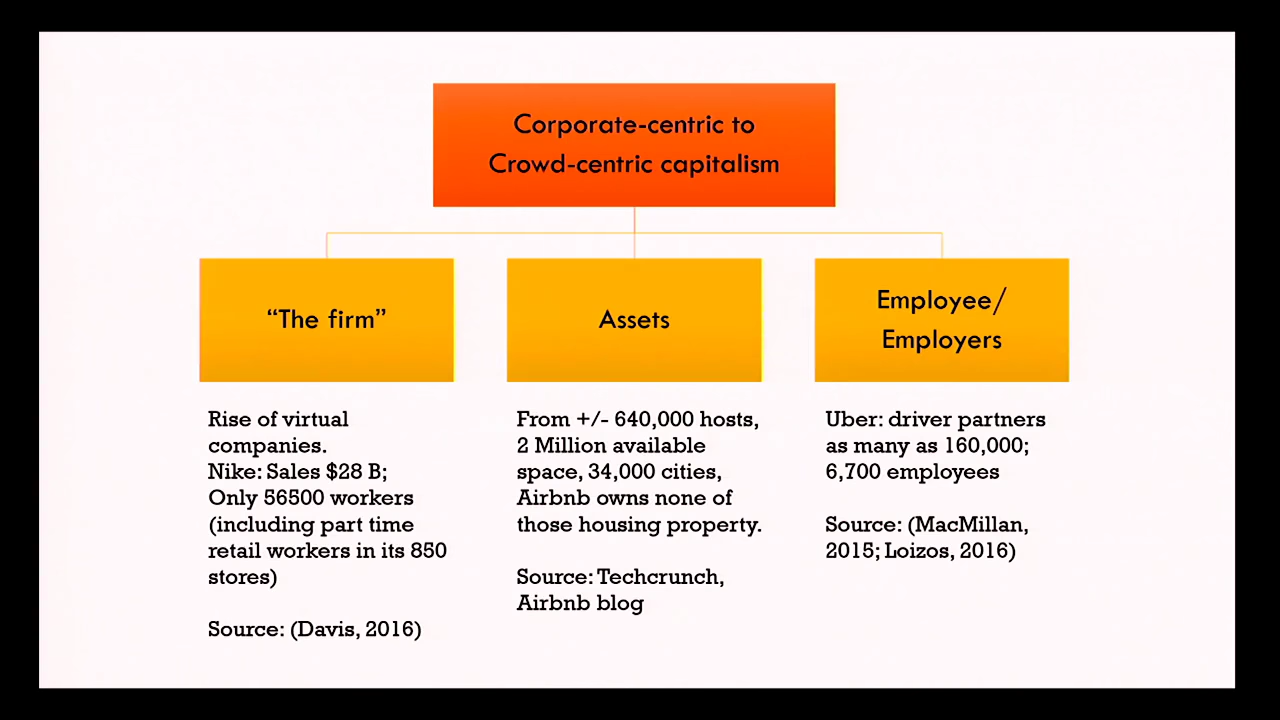 Corporate-centric to
Crowd-centric capitalism
“The firm”
Assets
Employee/
Employers
Rise of virtual
companies.
Nike: Sales $28 B;
Only 56500 workers
(including part time
retail workers in its 850
stores)
Source: (Davis, 2016)
From +/- 640,000 hosts,
2 Million available
space, 34,000 cities,
Airbnb owns none of
those housing property.
Source: Techcrunch,
Airbnb blog
Uber: driver partners
as many as 160,000;
6,700 employees
Source: (MacMillan,
2015; Loizos, 2016)